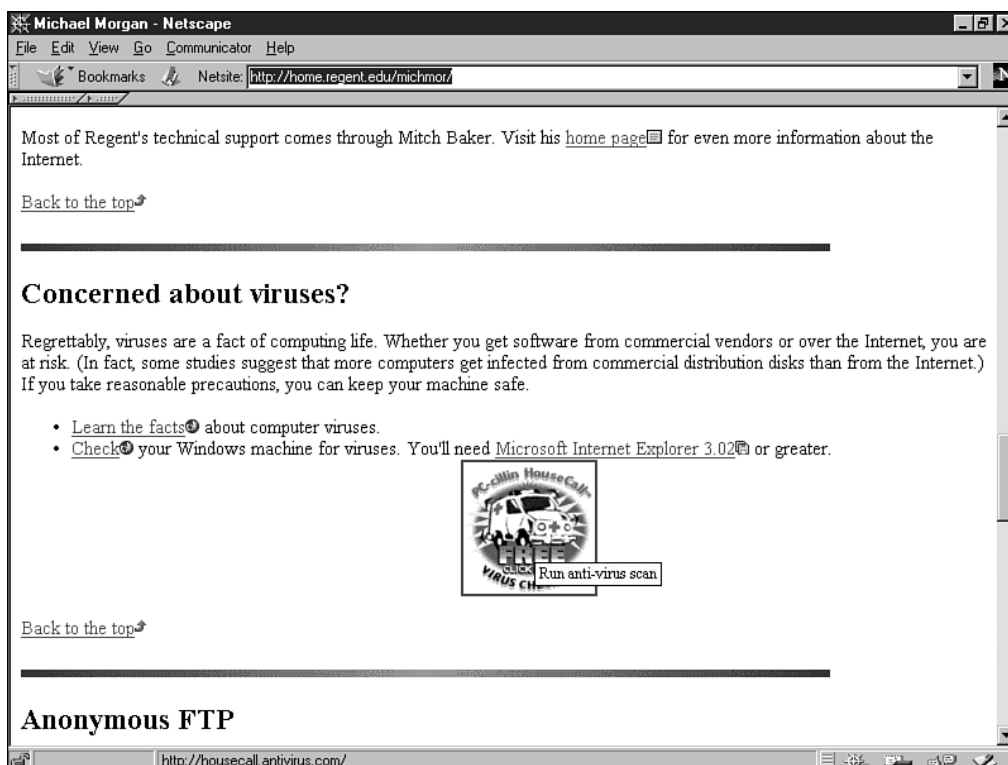 Michael Morgan - Netscape
File Edit View Go Communicator Help
Bookmarks Netsite: http://home.regent.edu/michmor/
N
Most of Regent's technical support comes through Mitch Baker. Visit his home page for even more information about the
Internet.
Back to the top
Concerned about viruses?
Regrettably, viruses are a fact of computing life. Whether you get software from commercial vendors or over the Internet, you are
at risk. (In fact, some studies suggest that more computers get infected from commercial distribution disks than from the Internet.)
If you take reasonable precautions, you can keep your machine safe.
• Learn the facts about computer viruses.
• Check your Windows machine for viruses. You'll need Microsoft Internet Explorer 3.02 or greater.
PC-cillin HouseCall
FREE
CLICK
VIRUS
Run anti-virus scan
Back to the top
Anonymous FTP
http://housecall.antivirus.com/